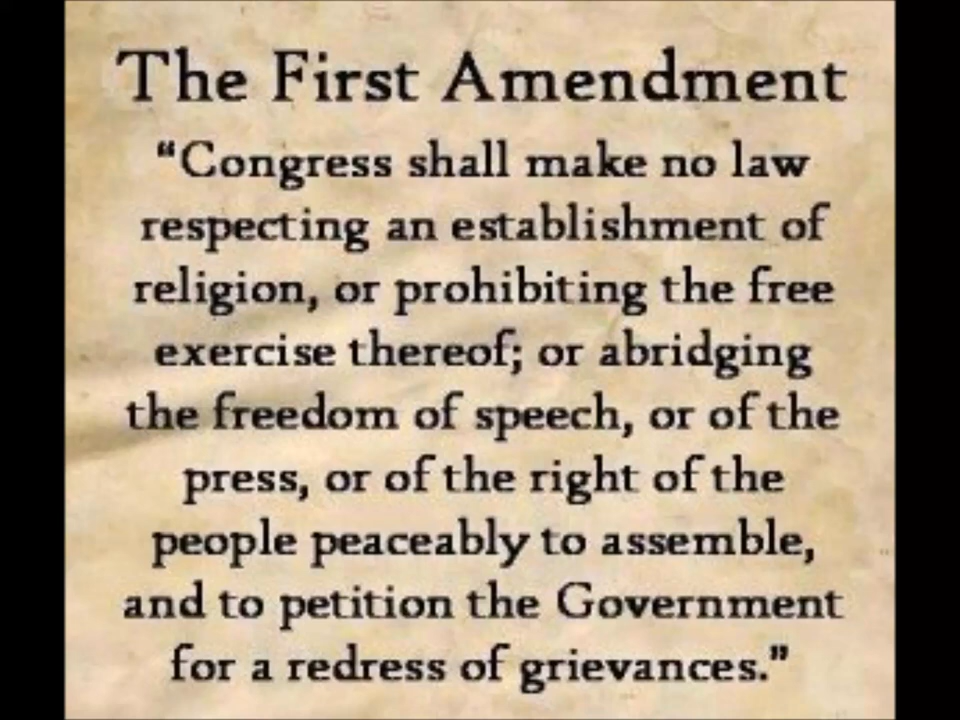 The First Amendment
“Congress shall make no law
respecting an establishment of
religion, or prohibiting the free
exercise thereof; or abridging
the freedom of speech, or of the
press, or of the right of the
people peaceably to assemble,
and to petition the Government
for a redress of grievances.”